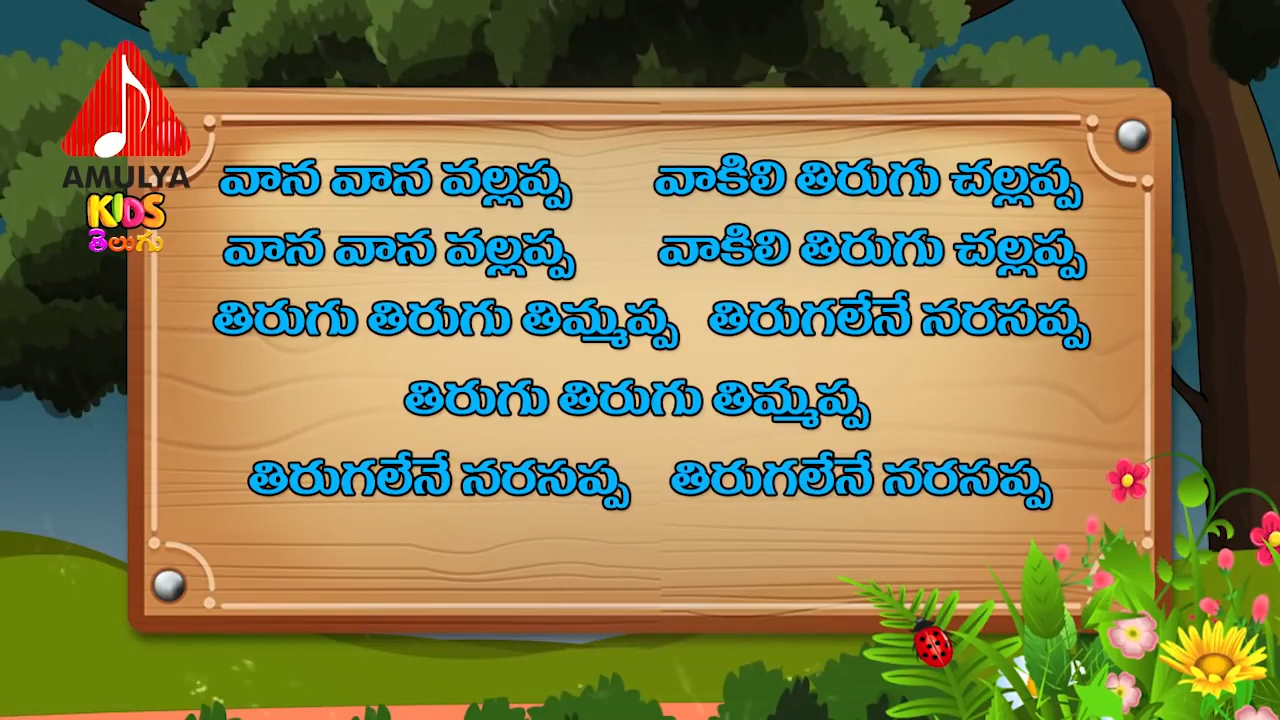 AMULYA
KIDS
తెలుగు
వాన వాన వల్లప్ప వాకిలి తిరుగు చల్లప్ప
వాన వాన వల్లప్ప వాకిలి తిరుగు చల్లప్ప
తిరుగు తిరుగు తిమ్మప్ప తిరుగలేనే నరసప్ప
తిరుగు తిరుగు తిమ్మప్ప
తిరుగలేనే నరసప్ప తిరుగలేనే నరసప్ప